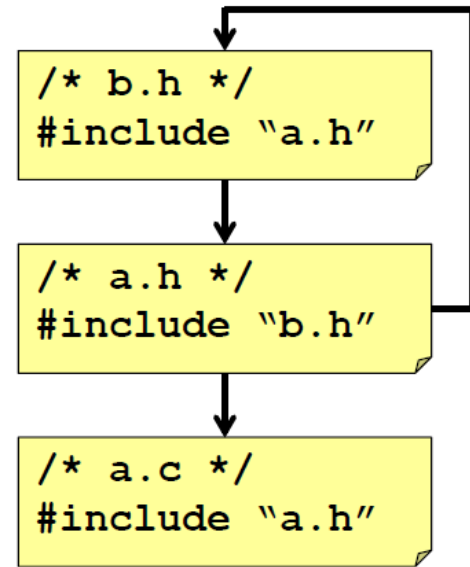 /* b.h */
#include “a.h”
/* a.h */
#include “b.h”
/* a.c */
#include “a.h”